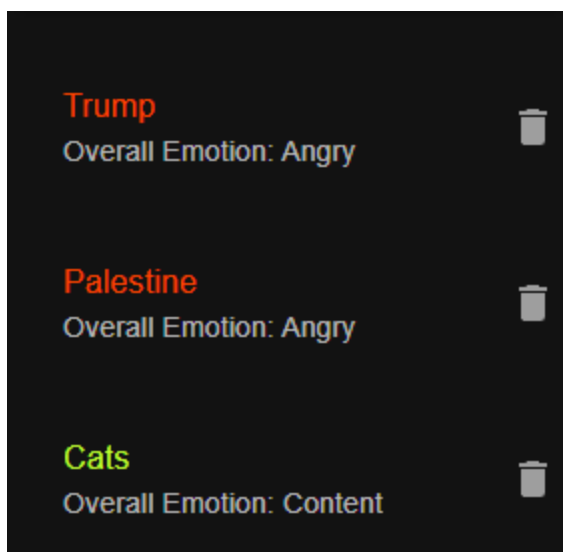 Trump
Overall Emotion: Angry
Palestine
Overall Emotion: Angry
Cats
Overall Emotion: Content